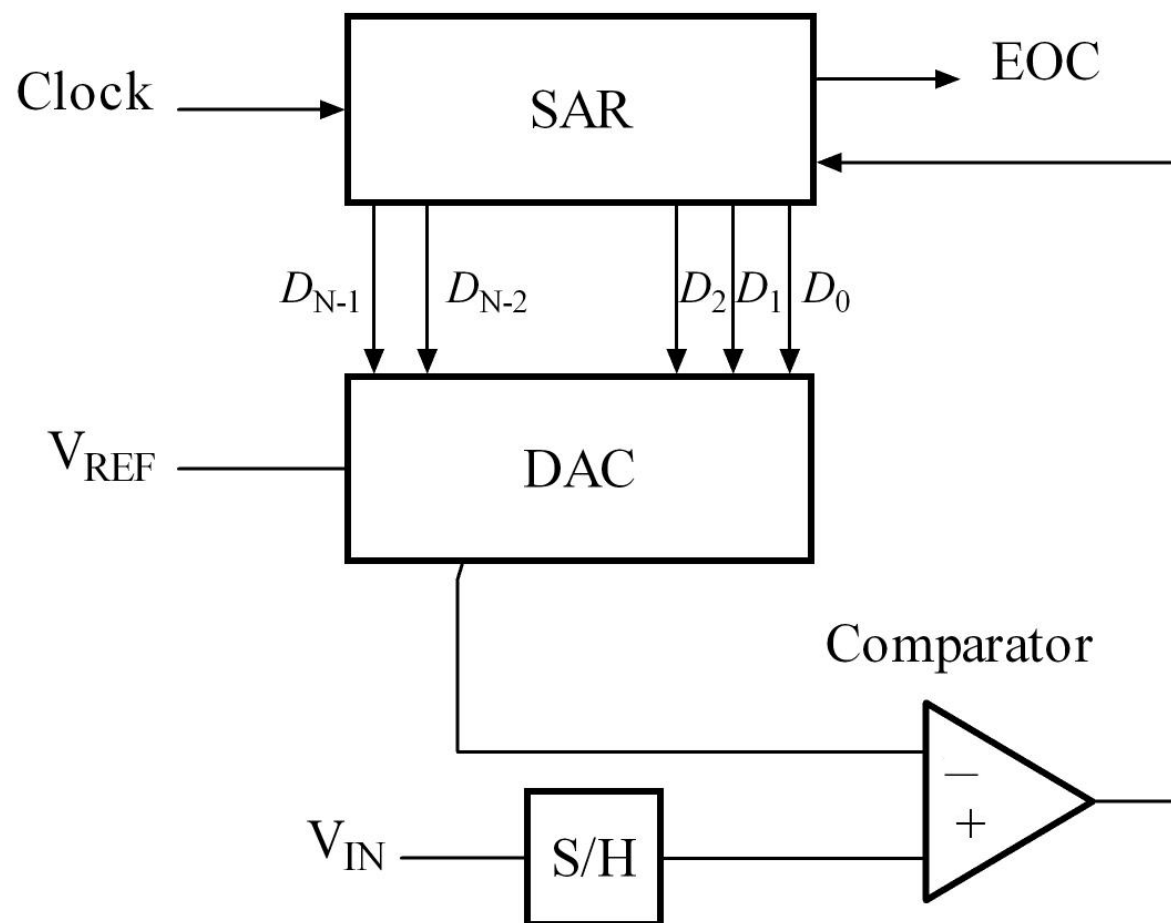 EOC
Clock
SAR
D_N-1 D_N-2 D_2 D_1 D_0
V_REF
DAC
Comparator
−
+
V_IN
S/H